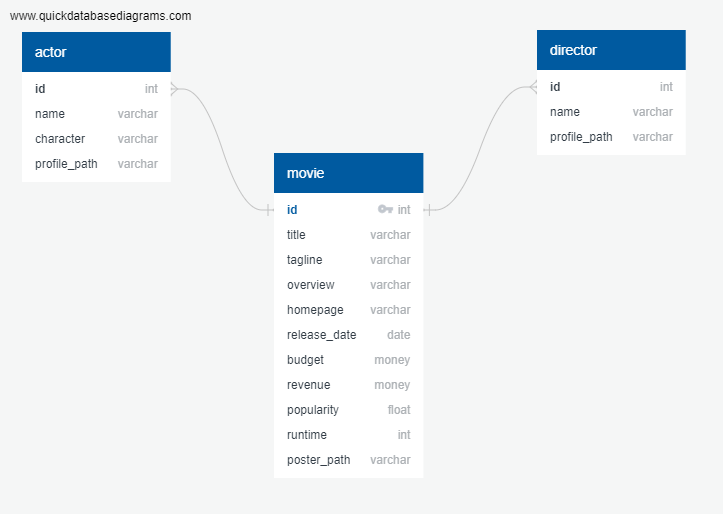 www.quickdatabasediagrams.com
actor
id int
name varchar
character varchar
profile_path varchar
movie
id int
title varchar
tagline varchar
overview varchar
homepage varchar
release_date date
budget money
revenue money
popularity float
runtime int
poster_path varchar
director
id int
name varchar
profile_path varchar